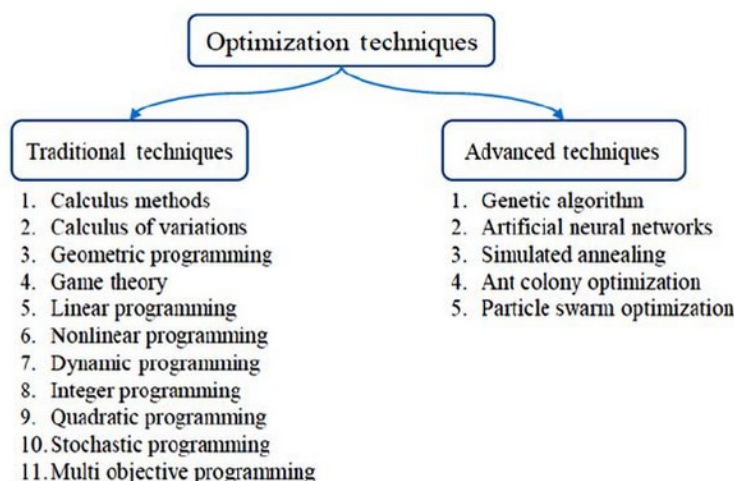 Optimization techniques
Traditional techniques
1. Calculus methods
2. Calculus of variations
3. Geometric programming
4. Game theory
5. Linear programming
6. Nonlinear programming
7. Dynamic programming
8. Integer programming
9. Quadratic programming
10. Stochastic programming
11. Multi objective programming
Advanced techniques
1. Genetic algorithm
2. Artificial neural networks
3. Simulated annealing
4. Ant colony optimization
5. Particle swarm optimization